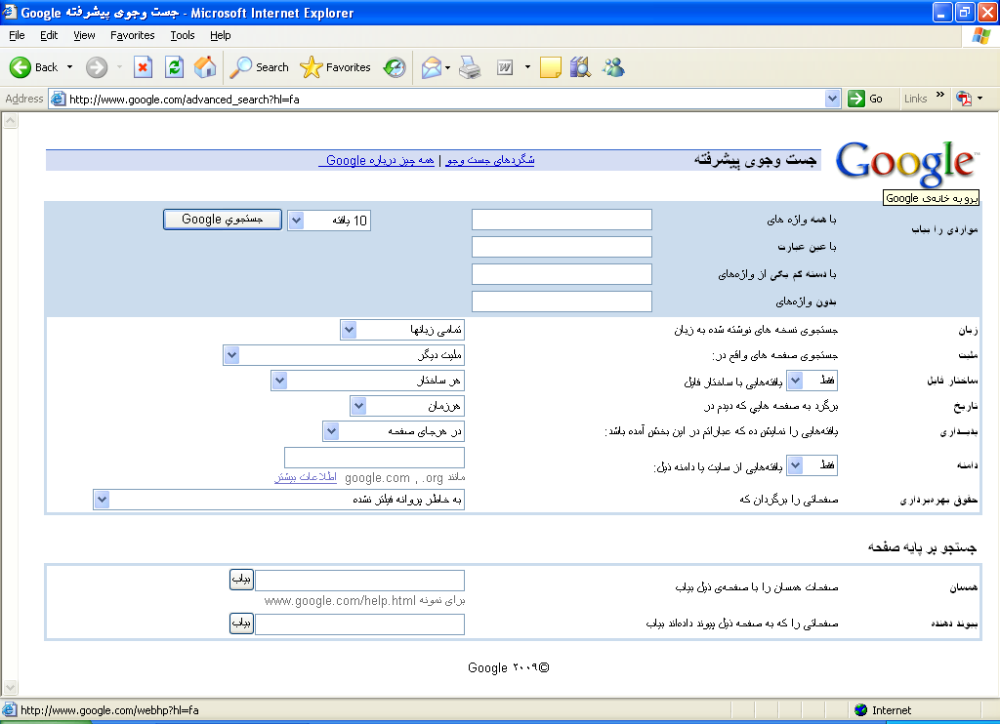 جست وجوی پیشرفته Google - Microsoft Internet Explorer
File Edit View Favorites Tools Help
Back Search Favorites
Address http://www.google.com/advanced_search?hl=fa Go Links
Google™
جست وجوی پیشرفته
شگردهای جست وجو | همه چیز درباره Google
برو به خانه‌ی Google
مواردی را بیاب
با همه واژه های
10 یافته
جستجوي Google
با عین عبارت
با دسته کم یکی از واژه‌های
بدون واژه‌های
زبان جستجوی نسخه های نوشته شده به زبان تمامی زبانها
ملیت جستجوی صفحه های واقع در: ملیت دیگر
ساختار فایل فقط یافته‌هایی با ساختار فایل هر ساختار
تاریخ برگرد به صفحه هایي که دیدم در هرزمان
پدیداری یافته‌هایی را نمایش ده که عباراتم در این بخش آمده باشد: در هرجای صفحه
دامنه فقط یافته‌هایی از سایت یا دامنه ذیل:
مانند google.com , .org اطلاعات بیشتر
حقوق بهره‌برداری صفحاتی را برگردان که به خاطر پروانه فیلتر نشده
جستجو بر پایه صفحه
همسان صفحات همسان را با صفحه‌ی ذیل بیاب بیاب
برای نمونه www.google.com/help.html
پیوند دهنده صفحاتی را که به صفحه ذیل پیوند داده‌اند بیاب بیاب
©۲۰۰۹ Google
http://www.google.com/webhp?hl=fa Internet